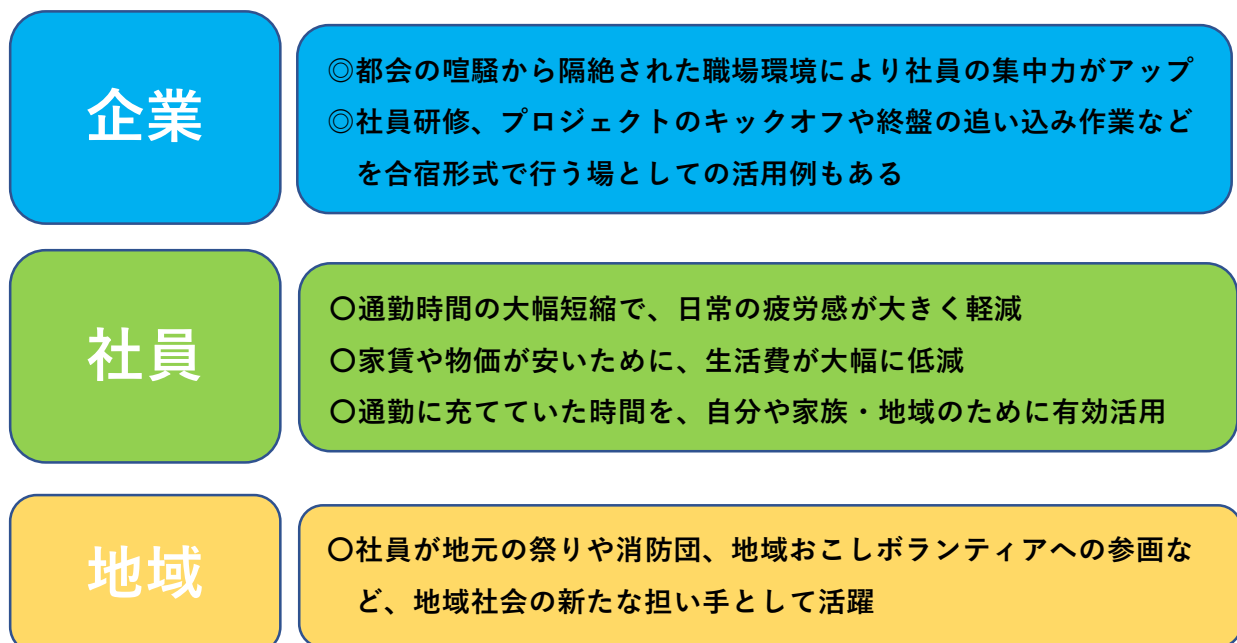 企業
◎都会の喧騒から隔絶された職場環境により社員の集中力がアップ
◎社員研修、プロジェクトのキックオフや終盤の追い込み作業など
を合宿形式で行う場としての活用例もある
社員
〇通勤時間の大幅短縮で、日常の疲労感が大きく軽減
〇家賃や物価が安いために、生活費が大幅に低減
〇通勤に充てていた時間を、自分や家族・地域のために有効活用
地域
〇社員が地元の祭りや消防団、地域おこしボランティアへの参画な
ど、地域社会の新たな担い手として活躍